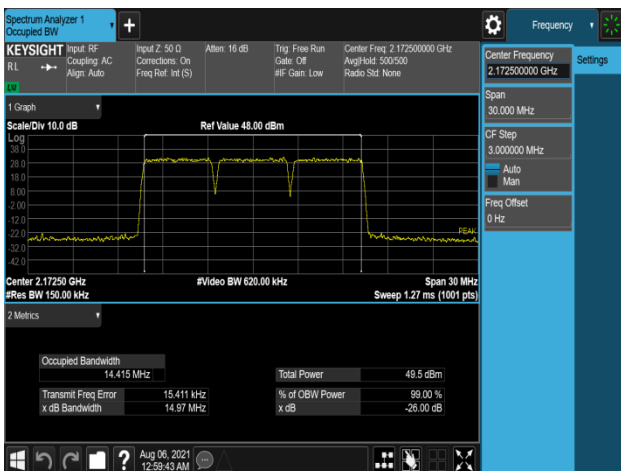 Spectrum Analyzer 1
Occupied BW
Frequency
KEYSIGHT
RL
Input: RF
Coupling: AC
Align: Auto
Input Z: 50 Ω
Corrections: On
Freq Ref: Int (S)
Atten: 16 dB
Trig: Free Run
Gate: Off
#IF Gain: Low
Center Freq: 2.172500000 GHz
Avg|Hold: 500/500
Radio Std: None
Center Frequency
2.172500000 GHz
Settings
Span
30.000 MHz
CF Step
3.000000 MHz
Auto
Man
Freq Offset
0 Hz
1 Graph
Scale/Div 10.0 dB
Ref Value 48.00 dBm
Log
38.0
28.0
18.0
8.00
-2.00
-12.0
-22.0
-32.0
-42.0
PEAK
Center 2.17250 GHz
#Video BW 620.00 kHz
Span 30 MHz
#Res BW 150.00 kHz
Sweep 1.27 ms (1001 pts)
2 Metrics
Occupied Bandwidth
14.415 MHz
Total Power 49.5 dBm
Transmit Freq Error 15.411 kHz
% of OBW Power 99.00 %
x dB Bandwidth 14.97 MHz
x dB -26.00 dB
?
Aug 06, 2021
12:59:43 AM